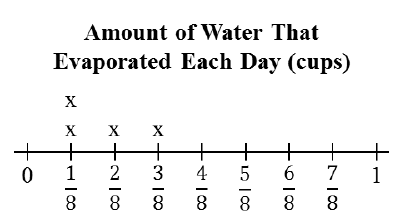 Amount of Water That
Evaporated Each Day (cups)
x
x x x
0 1/8 2/8 3/8 4/8 5/8 6/8 7/8 1